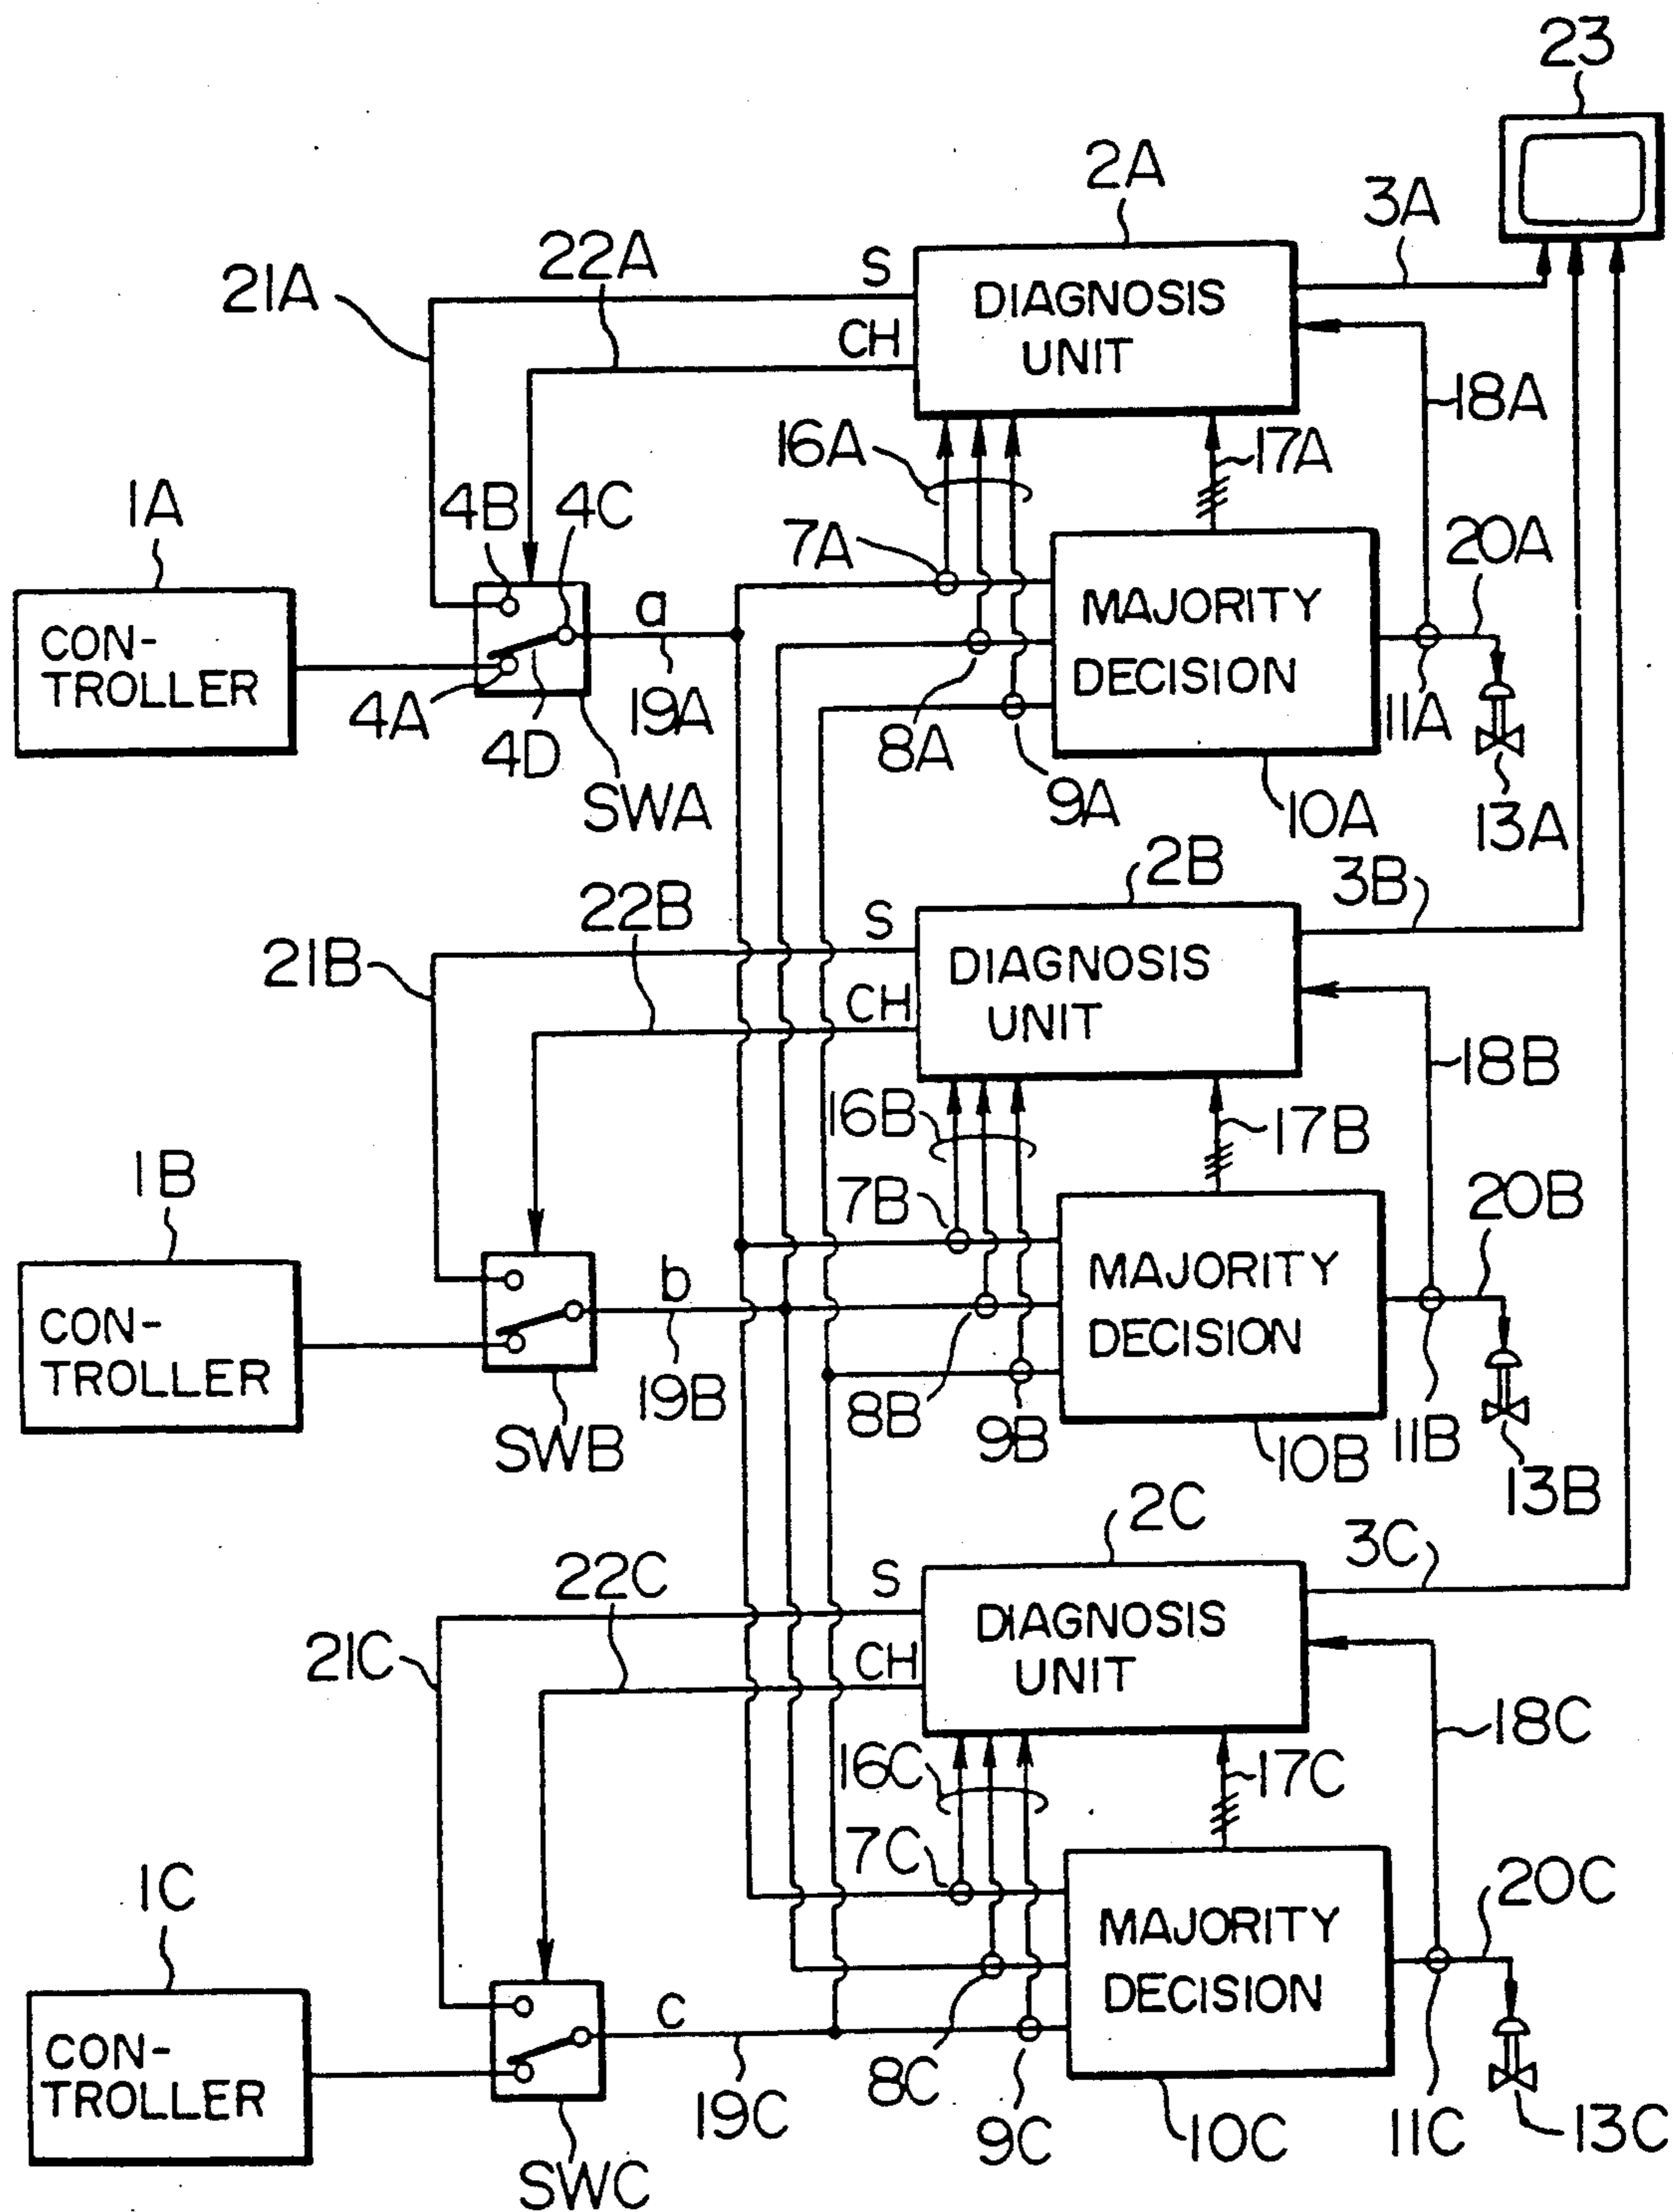 23
2A
3A
22A
S
21A
DIAGNOSIS
UNIT
CH
18A
16A
17A
1A
4B
4C
7A
20A
a
MAJORITY
DECISION
CON-
TROLLER
4A
4D
19A
8A
11A
SWA
9A
10A
13A
2B
3B
22B
S
21B
DIAGNOSIS
UNIT
CH
18B
16B
17B
1B
7B
20B
b
MAJORITY
DECISION
CON-
TROLLER
19B
8B
9B
11B
SWB
10B
13B
2C
3C
22C
S
21C
DIAGNOSIS
UNIT
CH
18C
16C
17C
7C
1C
20C
MAJORITY
DECISION
c
CON-
TROLLER
19C
8C
9C
10C
11C
13C
SWC